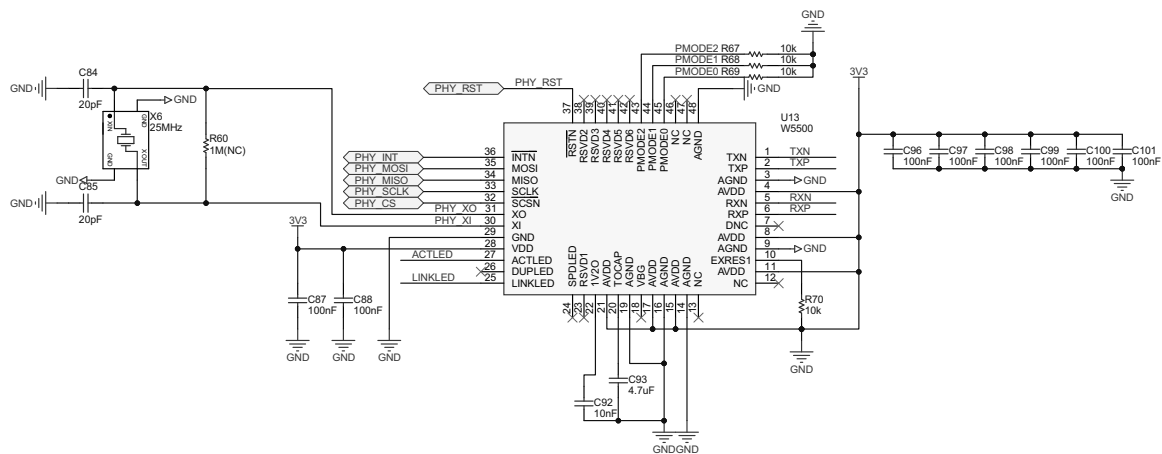 GND
PMODE2 R67 10k
PMODE1 R68 10k
PMODE0 R69 10k
GND
3V3
PHY_RST PHY_RST
C84
GND
20pF
GND
X6
25MHz
XIN
GND
GND
XOUT
R60
1M(NC)
GND
C85
GND
20pF
37 38 39 40 41 42 43 44 45 46 47 48
RSTN RSVD2 RSVD3 RSVD4 RSVD5 RSVD6 PMODE2 PMODE1 PMODE0 NC NC AGND
U13
W5500
PHY_INT 36 INTN
PHY_MOSI 35 MOSI
PHY_MISO 34 MISO
PHY_SCLK 33 SCLK
PHY_CS 32 SCSN
PHY_XO 31 XO
PHY_XI 30 XI
29 GND
3V3 28 VDD
ACTLED 27 ACTLED
26 DUPLED
LINKLED 25 LINKLED
TXN 1 TXN
TXP 2 TXP
AGND 3 GND
AVDD 4
RXN 5 RXN
RXP 6 RXP
DNC 7
AVDD 8
AGND 9 GND
EXRES1 10
AVDD 11
NC 12
SPDLED RSVD1 1V2O AVDD TOCAP AGND VBG AVDD AGND AVDD AGND NC
24 23 22 21 20 19 18 17 16 15 14 13
C96 C97 C98 C99 C100 C101
100nF 100nF 100nF 100nF 100nF 100nF
GND
C87 C88
100nF 100nF
GND GND GND
R70
10k
GND
C93
4.7uF
C92
10nF
GND GND